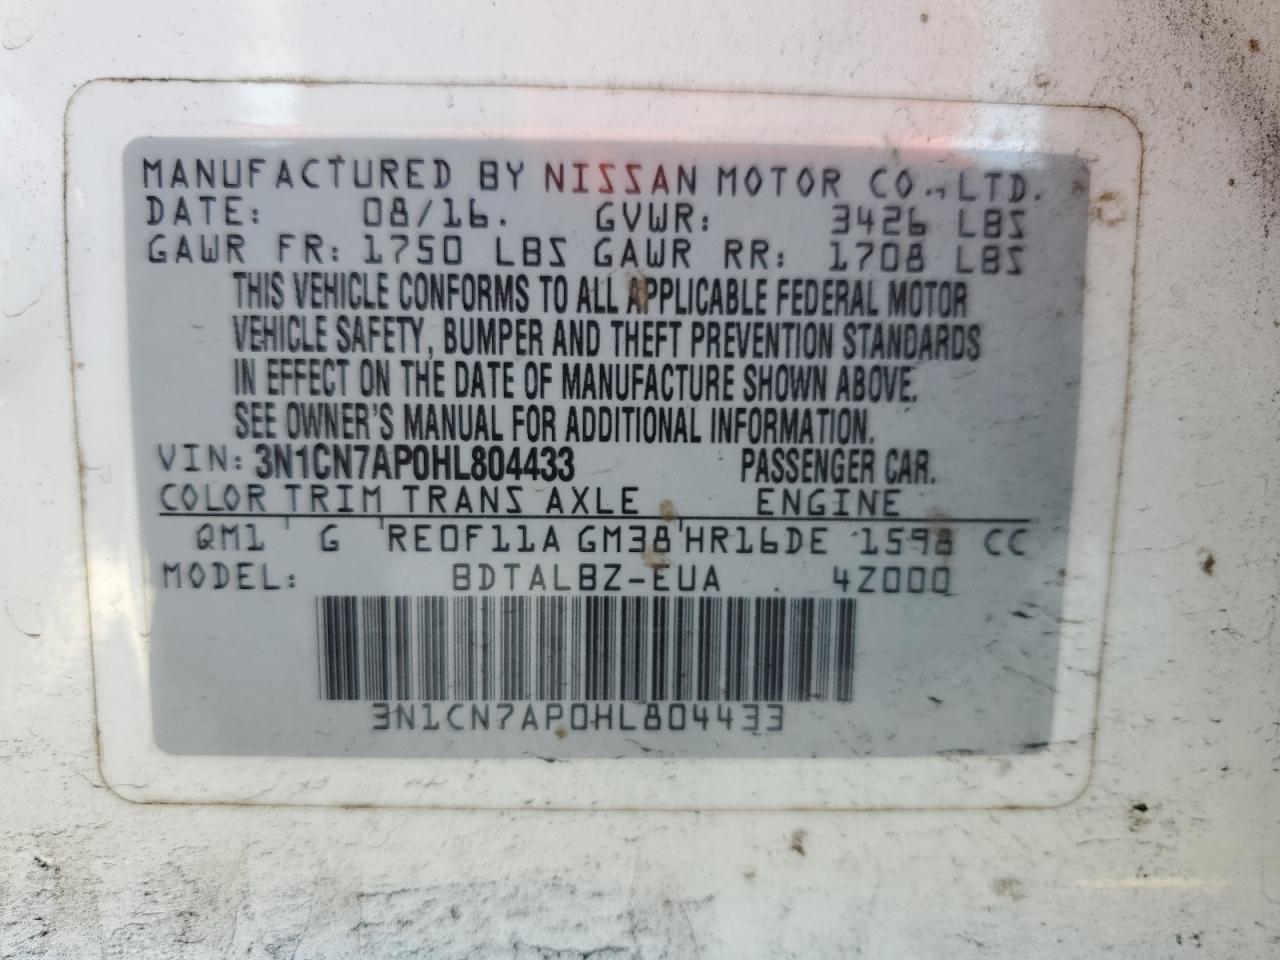 MANUFACTURED BY NISSAN MOTOR CO., LTD.
DATE: 08/16. GVWR: 3426 LBS
GAWR FR: 1750 LBS GAWR RR: 1708 LBS
THIS VEHICLE CONFORMS TO ALL APPLICABLE FEDERAL MOTOR
VEHICLE SAFETY, BUMPER AND THEFT PREVENTION STANDARDS
IN EFFECT ON THE DATE OF MANUFACTURE SHOWN ABOVE.
SEE OWNER'S MANUAL FOR ADDITIONAL INFORMATION.
VIN: 3N1CN7AP0HL804433 PASSENGER CAR.
COLOR TRIM TRANS AXLE ENGINE
QM1 G RE0F11A GM38 HR16DE 1598 CC
MODEL: BDTALBZ-EUA . 4Z000
3N1CN7AP0HL804433